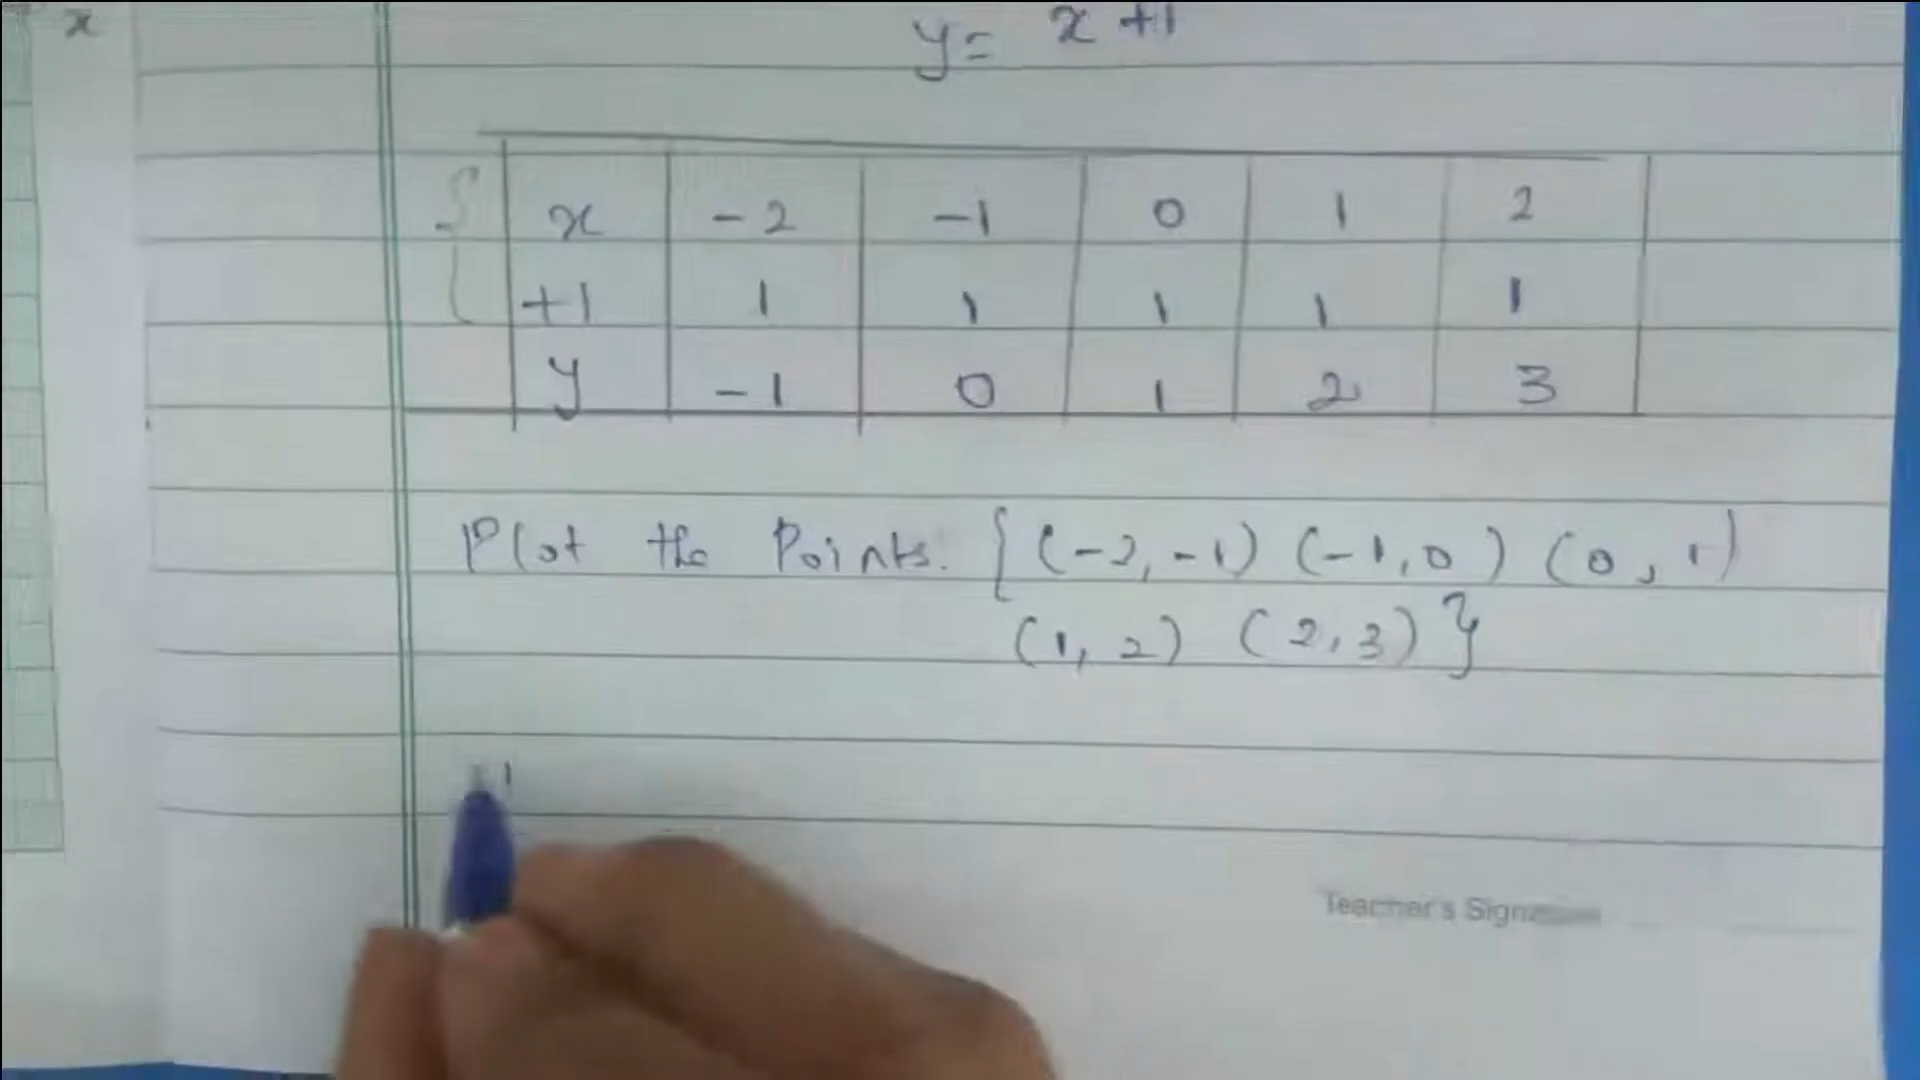 x
y = x +1
x -2 -1 0 1 2
+1 1 1 1 1 1
y -1 0 1 2 3
Plot the Points. {(-2,-1) (-1,0) (0,1)
(1,2) (2,3)}
Teacher's Signature